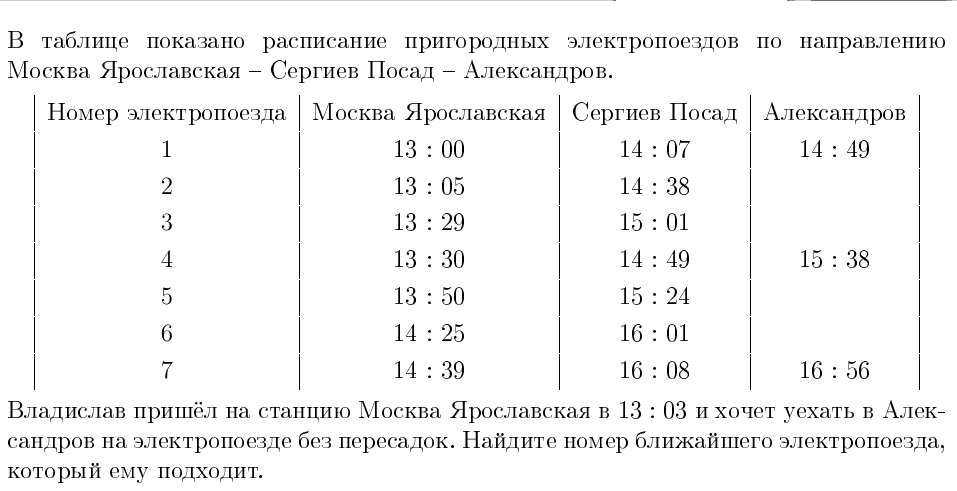 В таблице показано расписание пригородных электропоездов по направлению
Москва Ярославская – Сергиев Посад – Александров.
Номер электропоезда Москва Ярославская Сергиев Посад Александров
1 13 : 00 14 : 07 14 : 49
2 13 : 05 14 : 38
3 13 : 29 15 : 01
4 13 : 30 14 : 49 15 : 38
5 13 : 50 15 : 24
6 14 : 25 16 : 01
7 14 : 39 16 : 08 16 : 56
Владислав пришёл на станцию Москва Ярославская в 13 : 03 и хочет уехать в Алек-
сандров на электропоезде без пересадок. Найдите номер ближайшего электропоезда,
который ему подходит.